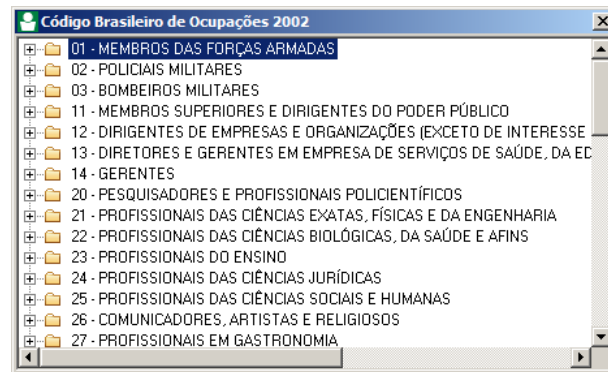 Código Brasileiro de Ocupações 2002
01 - MEMBROS DAS FORÇAS ARMADAS
02 - POLICIAIS MILITARES
03 - BOMBEIROS MILITARES
11 - MEMBROS SUPERIORES E DIRIGENTES DO PODER PÚBLICO
12 - DIRIGENTES DE EMPRESAS E ORGANIZAÇÕES (EXCETO DE INTERESSE
13 - DIRETORES E GERENTES EM EMPRESA DE SERVIÇOS DE SAÚDE, DA ED
14 - GERENTES
20 - PESQUISADORES E PROFISSIONAIS POLICIENTÍFICOS
21 - PROFISSIONAIS DAS CIÊNCIAS EXATAS, FÍSICAS E DA ENGENHARIA
22 - PROFISSIONAIS DAS CIÊNCIAS BIOLÓGICAS, DA SAÚDE E AFINS
23 - PROFISSIONAIS DO ENSINO
24 - PROFISSIONAIS DAS CIÊNCIAS JURÍDICAS
25 - PROFISSIONAIS DAS CIÊNCIAS SOCIAIS E HUMANAS
26 - COMUNICADORES, ARTISTAS E RELIGIOSOS
27 - PROFISSIONAIS EM GASTRONOMIA